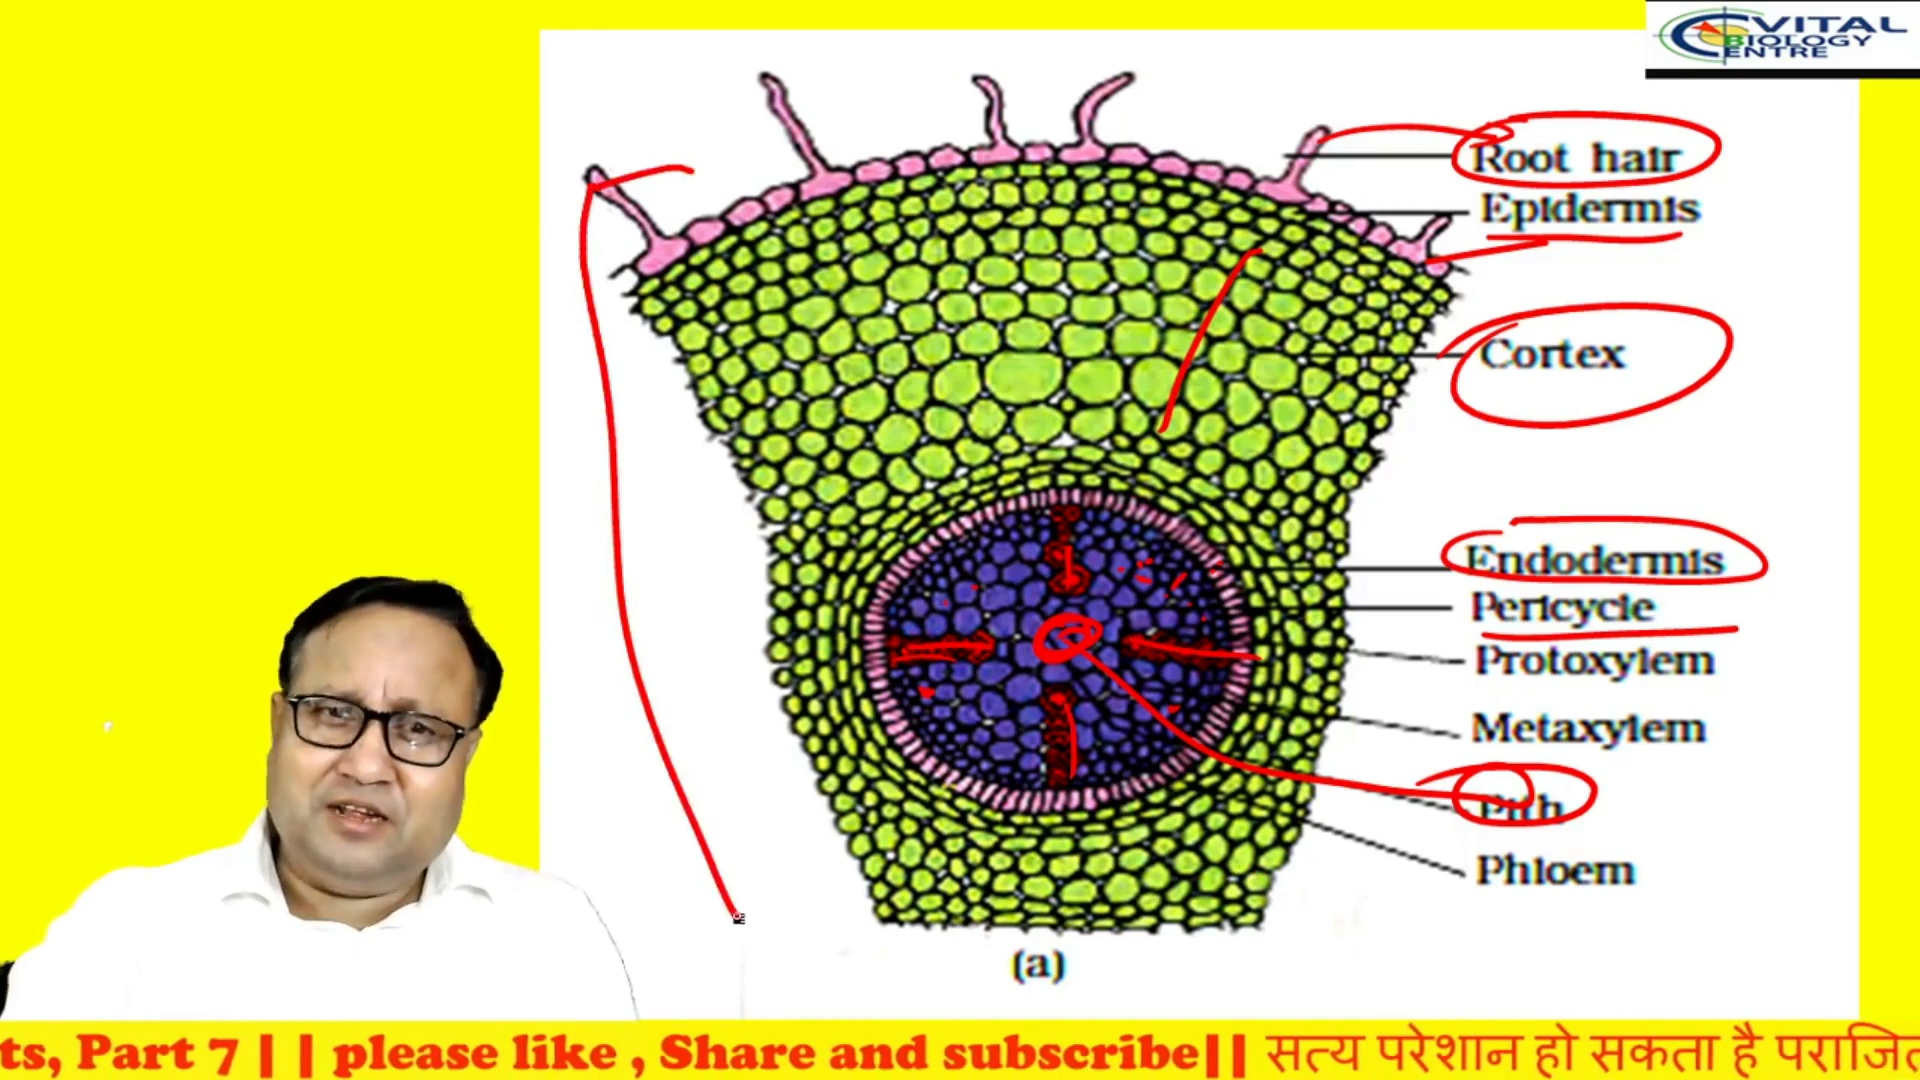 VITAL
BIOLOGY
CENTRE
Root hair
Epidermis
Cortex
Endodermis
Pericycle
Protoxylem
Metaxylem
Pith
Phloem
(a)
ts, Part 7 || please like , Share and subscribe|| सत्य परेशान हो सकता है पराजित